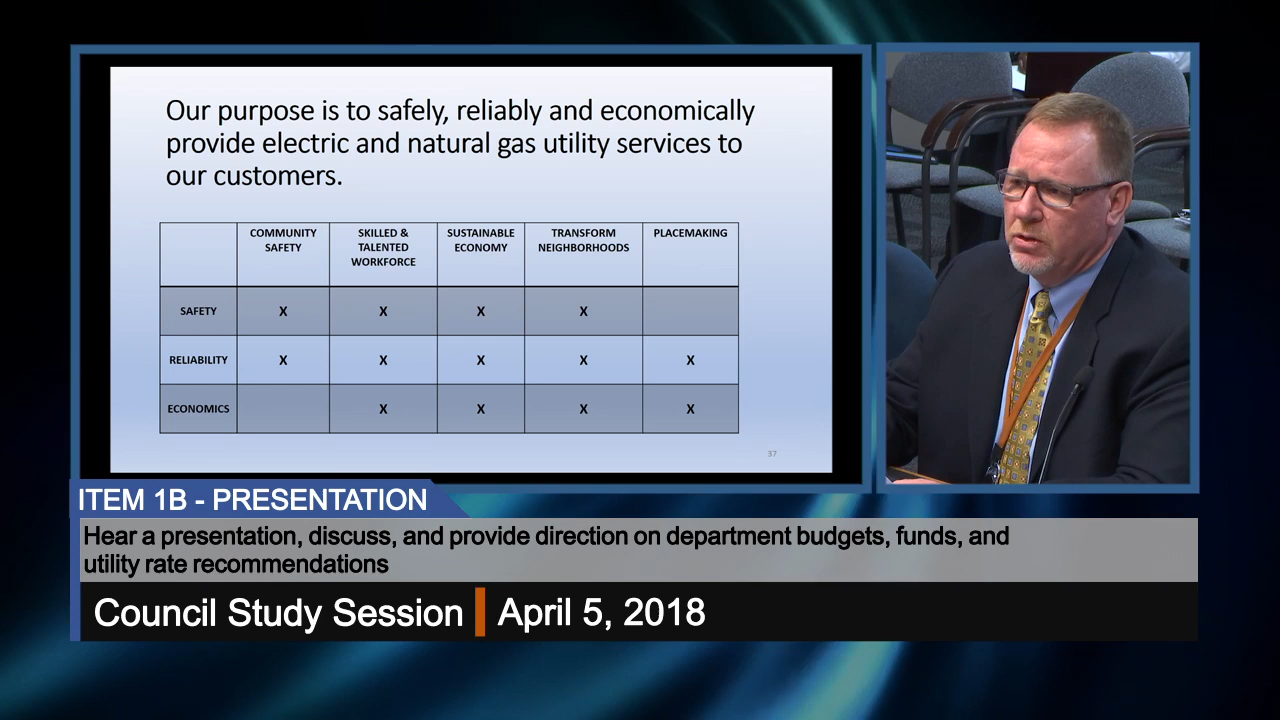 Our purpose is to safely, reliably and economically
provide electric and natural gas utility services to
our customers.
COMMUNITY SAFETY SKILLED & TALENTED WORKFORCE SUSTAINABLE ECONOMY TRANSFORM NEIGHBORHOODS PLACEMAKING
SAFETY X X X X
RELIABILITY X X X X X
ECONOMICS X X X X
37
ITEM 1B - PRESENTATION
Hear a presentation, discuss, and provide direction on department budgets, funds, and
utility rate recommendations
Council Study Session April 5, 2018